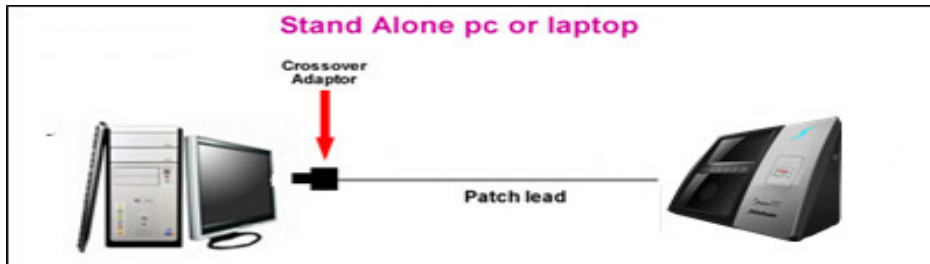 Stand Alone pc or laptop
Crossover
Adaptor
Patch lead